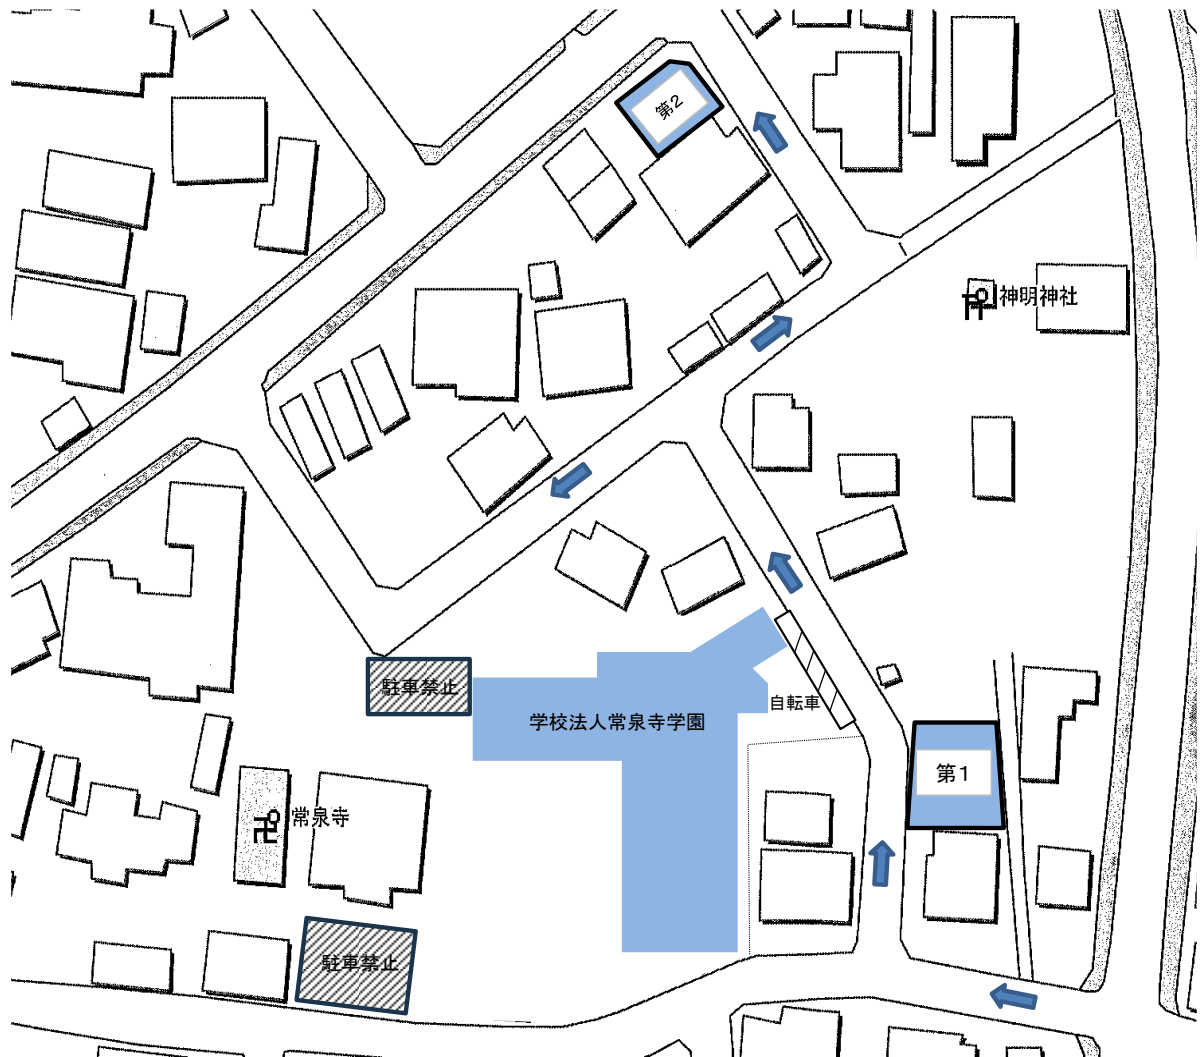 第2
神明神社
駐車禁止
自転車
学校法人常泉寺学園
第1
常泉寺
駐車禁止